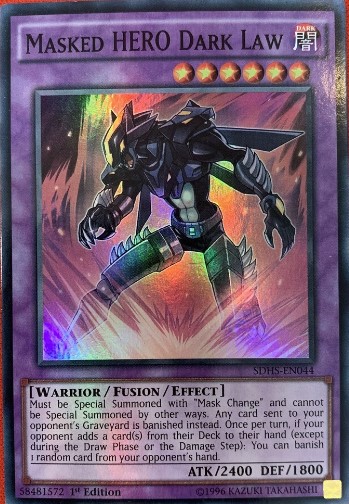 MASKED HERO DARK LAW
DARK
闇
SDHS-EN044
[WARRIOR / FUSION / EFFECT]
Must be Special Summoned with "Mask Change" and cannot
be Special Summoned by other ways. Any card sent to
your opponent's Graveyard is banished instead. Once per turn, if your
opponent adds a card(s) from their Deck to their hand (except
during the Draw Phase or the Damage Step): You can banish
1 random card from your opponent's hand.
ATK/2400 DEF/1800
58481572 1st Edition ©1996 KAZUKI TAKAHASHI